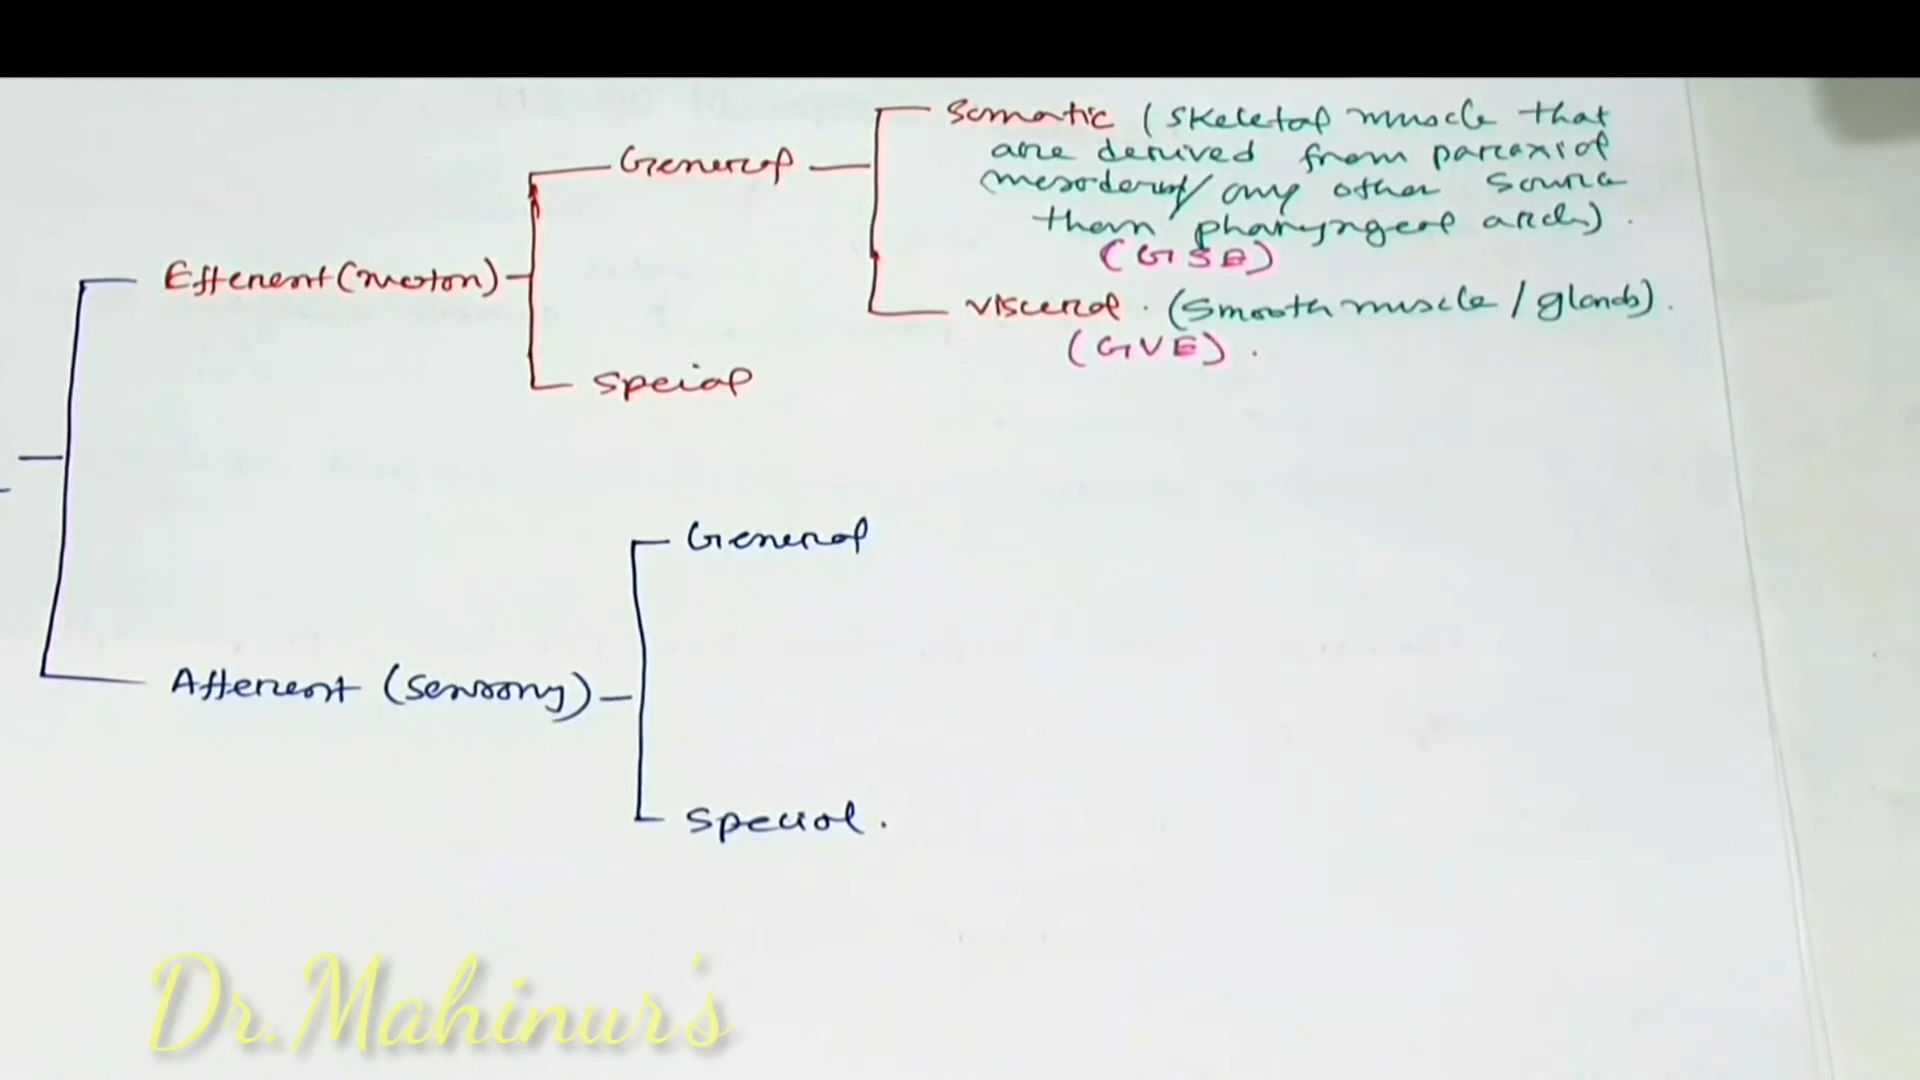 Somatic (skeletal muscle that
are derived from paraxial
mesoderm/ any other source
than pharyngeal arch).
(GSE)
General
Efferent (motor)
visceral. (smooth muscle / glands).
(GVE).
speial
General
Afferent (sensory)
special.
Dr.Mahinur's